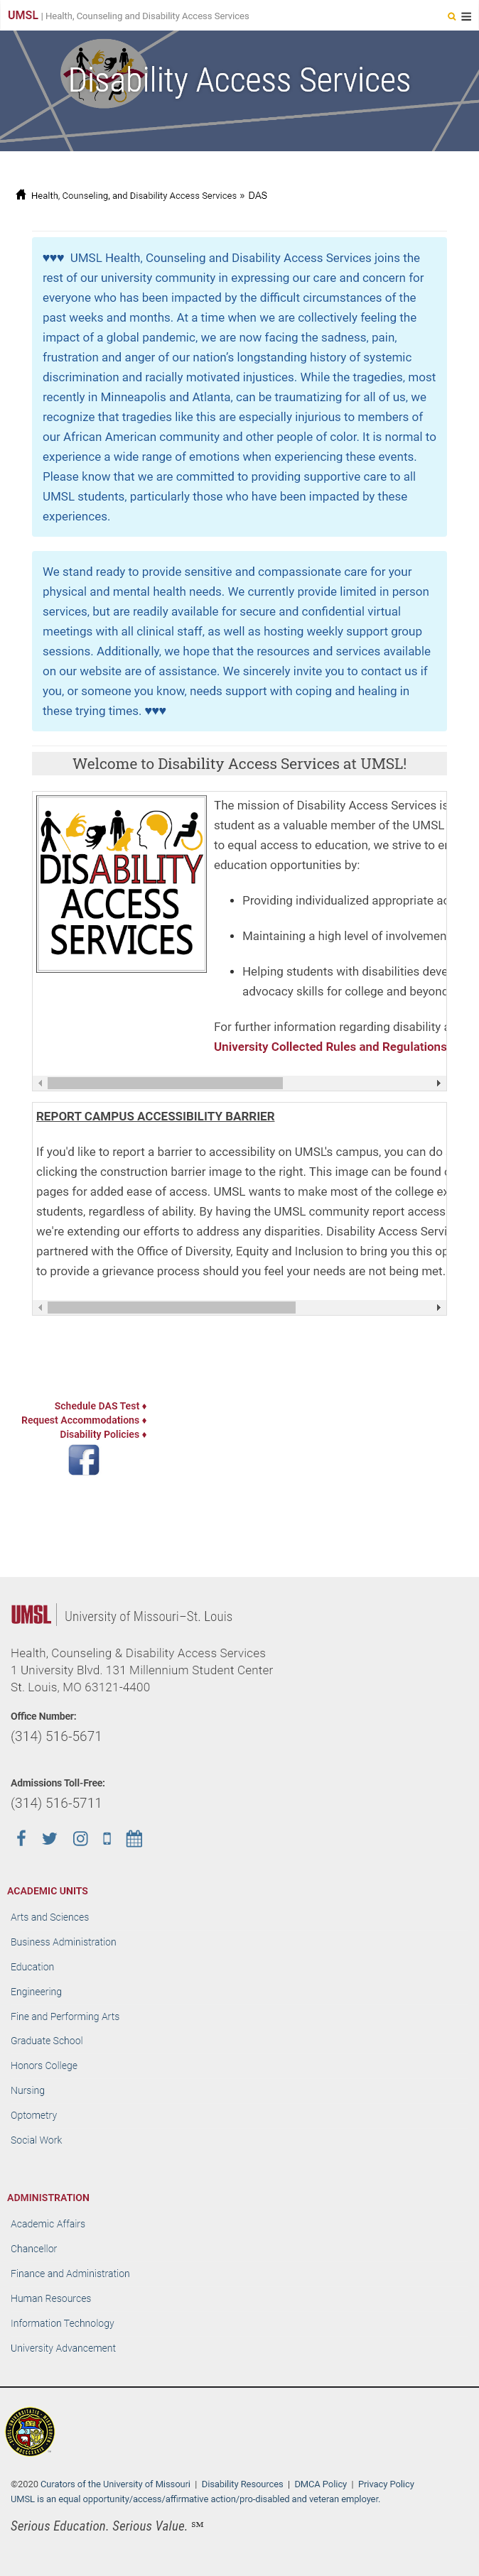 UMSL | Health, Counseling and Disability Access Services
Disability Access Services
Health, Counseling, and Disability Access Services » DAS
♥♥♥ UMSL Health, Counseling and Disability Access Services joins the
rest of our university community in expressing our care and concern for
everyone who has been impacted by the difficult circumstances of the
past weeks and months. At a time when we are collectively feeling the
impact of a global pandemic, we are now facing the sadness, pain,
frustration and anger of our nation's longstanding history of systemic
discrimination and racially motivated injustices. While the tragedies, most
recently in Minneapolis and Atlanta, can be traumatizing for all of us, we
recognize that tragedies like this are especially injurious to members of
our African American community and other people of color. It is normal to
experience a wide range of emotions when experiencing these events.
Please know that we are committed to providing supportive care to all
UMSL students, particularly those who have been impacted by these
experiences.
We stand ready to provide sensitive and compassionate care for your
physical and mental health needs. We currently provide limited in person
services, but are readily available for secure and confidential virtual
meetings with all clinical staff, as well as hosting weekly support group
sessions. Additionally, we hope that the resources and services available
on our website are of assistance. We sincerely invite you to contact us if
you, or someone you know, needs support with coping and healing in
these trying times. ♥♥♥
Welcome to Disability Access Services at UMSL!
DISABILITY
ACCESS
SERVICES
The mission of Disability Access Services is
student as a valuable member of the UMSL
to equal access to education, we strive to
education opportunities by:
• Providing individualized appropriate
• Maintaining a high level of
• Helping students with disabilities
advocacy skills for college and beyond
For further information regarding disability
University Collected Rules and Regulations
REPORT CAMPUS ACCESSIBILITY BARRIER
If you'd like to report a barrier to accessibility on UMSL's campus, you can do
clicking the construction barrier image to the right. This image can be found
pages for added ease of access. UMSL wants to make most of the college
students, regardless of ability. By having the UMSL community report
we're extending our efforts to address any disparities. Disability Access
partnered with the Office of Diversity, Equity and Inclusion to bring you this
to provide a grievance process should you feel your needs are not being met.
Schedule DAS Test ♦
Request Accommodations ♦
Disability Policies ♦
UMSL | University of Missouri–St. Louis
Health, Counseling & Disability Access Services
1 University Blvd. 131 Millennium Student Center
St. Louis, MO 63121-4400
Office Number:
(314) 516-5671
Admissions Toll-Free:
(314) 516-5711
ACADEMIC UNITS
Arts and Sciences
Business Administration
Education
Engineering
Fine and Performing Arts
Graduate School
Honors College
Nursing
Optometry
Social Work
ADMINISTRATION
Academic Affairs
Chancellor
Finance and Administration
Human Resources
Information Technology
University Advancement
©2020 Curators of the University of Missouri | Disability Resources | DMCA Policy | Privacy Policy
UMSL is an equal opportunity/access/affirmative action/pro-disabled and veteran employer.
Serious Education. Serious Value. ℠